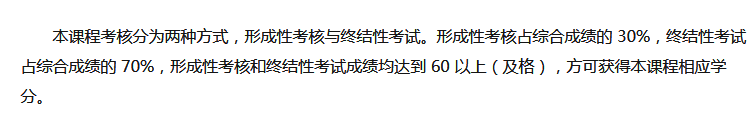 本课程考核分为两种方式，形成性考核与终结性考试。形成性考核占综合成绩的 30%，终结性考试
占综合成绩的 70%，形成性考核和终结性考试成绩均达到 60 以上（及格），方可获得本课程相应学
分。